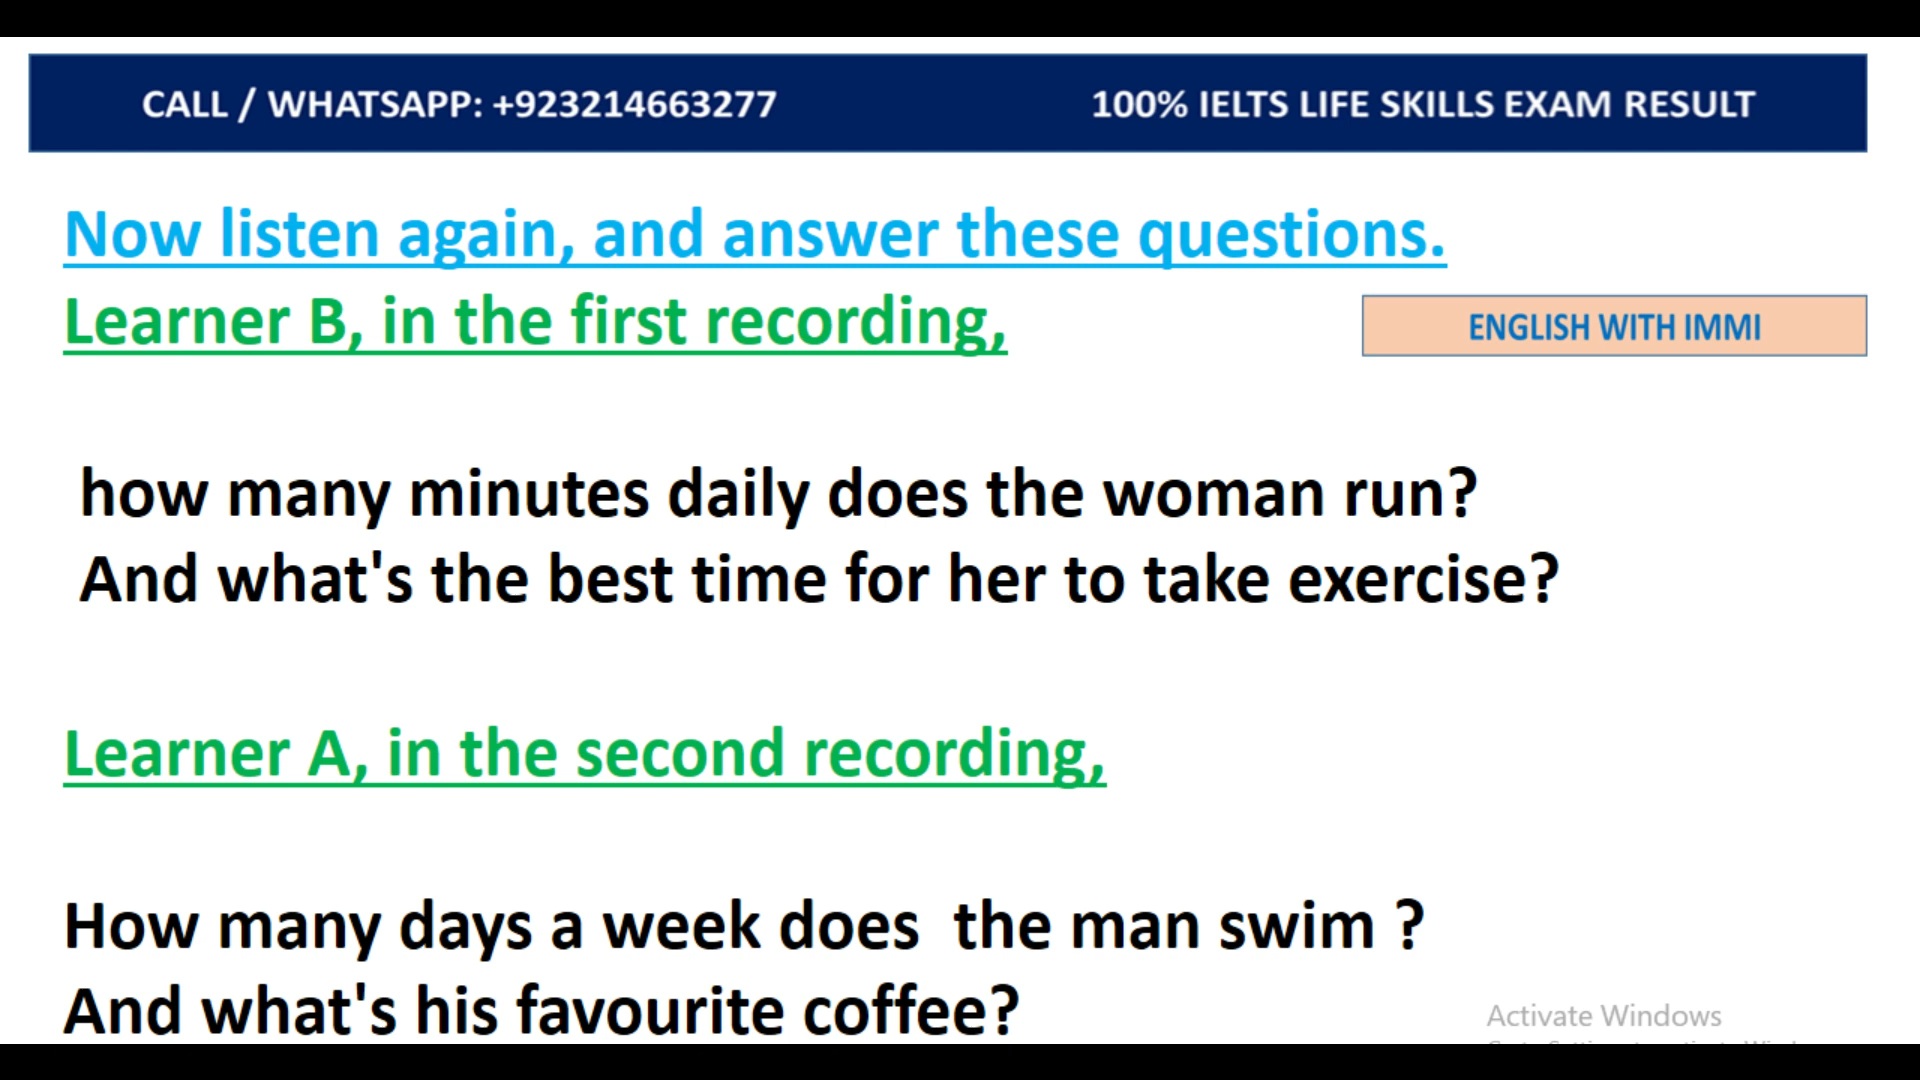 CALL / WHATSAPP: +923214663277 100% IELTS LIFE SKILLS EXAM RESULT
Now listen again, and answer these questions.
Learner B, in the first recording,
ENGLISH WITH IMMI
how many minutes daily does the woman run?
And what's the best time for her to take exercise?
Learner A, in the second recording,
How many days a week does  the man swim ?
And what's his favourite coffee?
Activate Windows